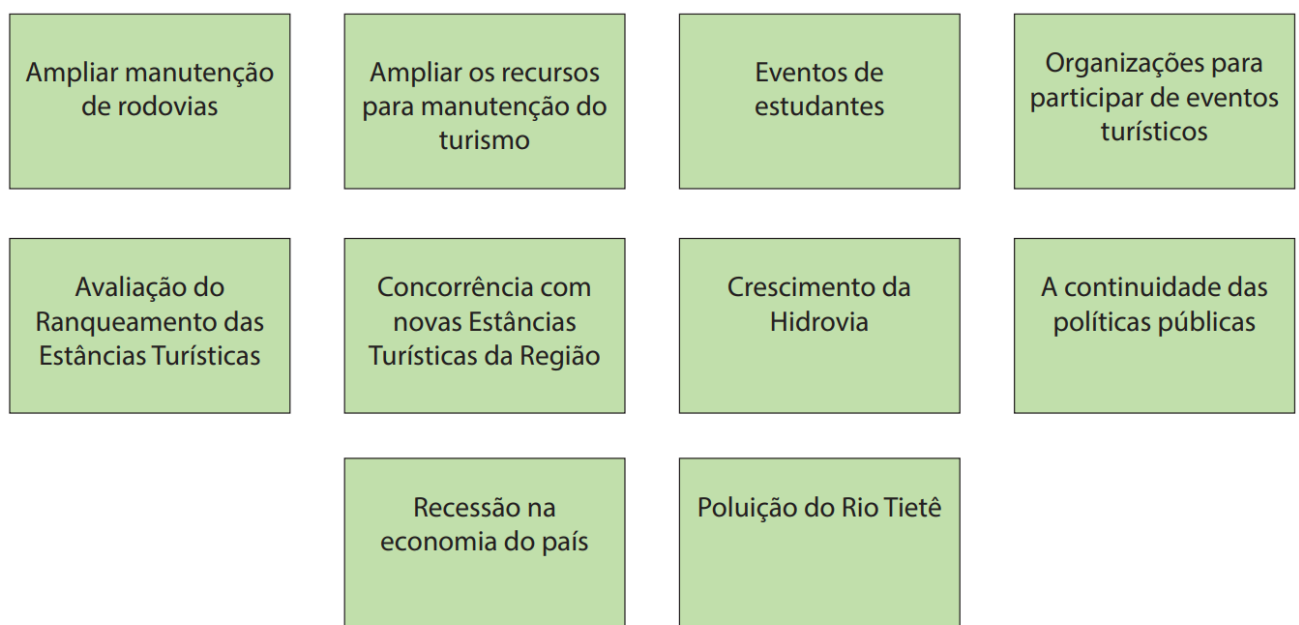 Ampliar manutenção
de rodovias
Ampliar os recursos
para manutenção do
turismo
Eventos de
estudantes
Organizações para
participar de eventos
turísticos
Avaliação do
Ranqueamento das
Estâncias Turísticas
Concorrência com
novas Estâncias
Turísticas da Região
Crescimento da
Hidrovia
A continuidade das
políticas públicas
Recessão na
economia do país
Poluição do Rio Tietê